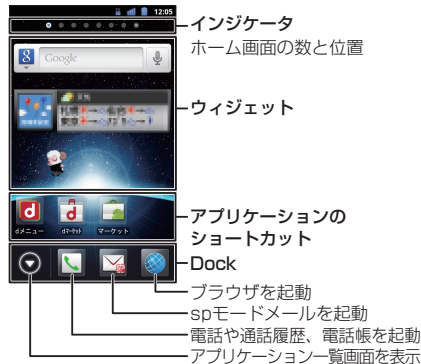 12:05
インジケータ
ホーム画面の数と位置
Google
ウィジェット
アプリケーションの
ショートカット
dメニュー dマーケット マーケット
Dock
ブラウザを起動
spモードメールを起動
電話や通話履歴、電話帳を起動
アプリケーション一覧画面を表示